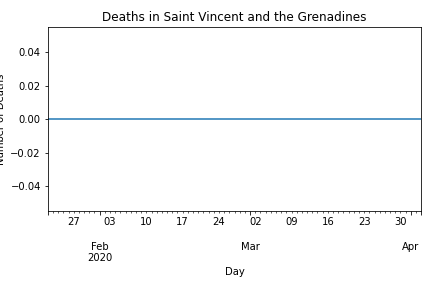 Deaths in Saint Vincent and the Grenadines
Number of Deaths
0.04
0.02
0.00
−0.02
−0.04
27 03 10 17 24 02 09 16 23 30
Feb Mar Apr
2020
Day